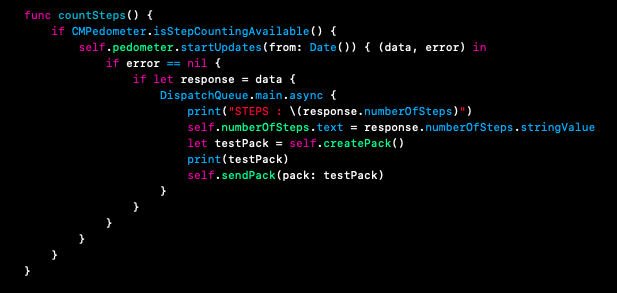 func countSteps() {
    if CMPedometer.isStepCountingAvailable() {
        self.pedometer.startUpdates(from: Date()) { (data, error) in
            if error == nil {
                if let response = data {
                    DispatchQueue.main.async {
                        print("STEPS : \(response.numberOfSteps)")
                        self.numberOfSteps.text = response.numberOfSteps.stringValue
                        let testPack = self.createPack()
                        print(testPack)
                        self.sendPack(pack: testPack)
                    }
                }
            }
        }
    }
}